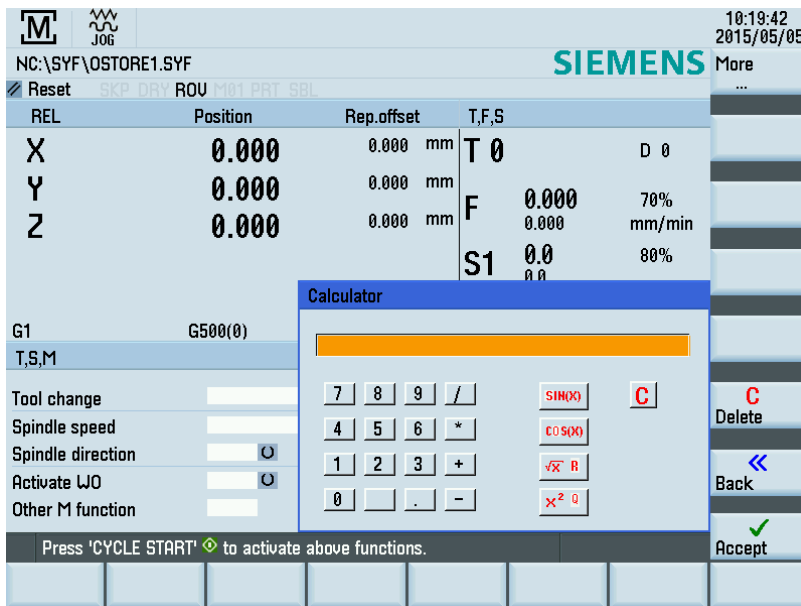 M JOG 10:19:42
2015/05/05
NC:\SYF\OSTORE1.SYF SIEMENS More
...
Reset SKP DRY ROV M01 PRT SBL
REL Position Rep.offset T,F,S
X 0.000 0.000 mm T 0 D 0
Y 0.000 0.000 mm F 0.000 70%
0.000 mm/min
Z 0.000 0.000 mm
S1 0.0 80%
0.0
Calculator
G1 G500(0)
T,S,M
7 8 9 / SIN(X) C
4 5 6 * COS(X)
1 2 3 + √x R
0 . - x² Q
Tool change
Spindle speed
Spindle direction
Activate WO
Other M function
C
Delete
Back
Accept
Press 'CYCLE START' to activate above functions.